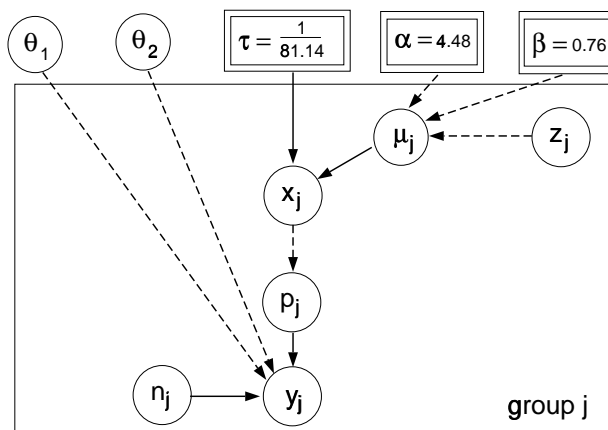 θ1
θ2
τ = 1/81.14
α = 4.48
β = 0.76
μj
zj
xj
pj
nj
yj
group j